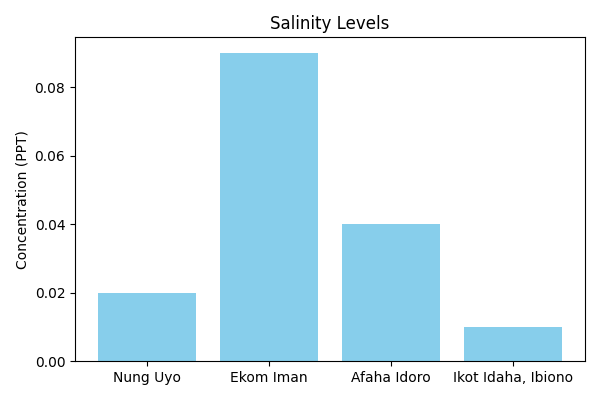 Salinity Levels
Concentration (PPT)
0.08
0.06
0.04
0.02
0.00
Nung Uyo Ekom Iman Afaha Idoro Ikot Idaha, Ibiono